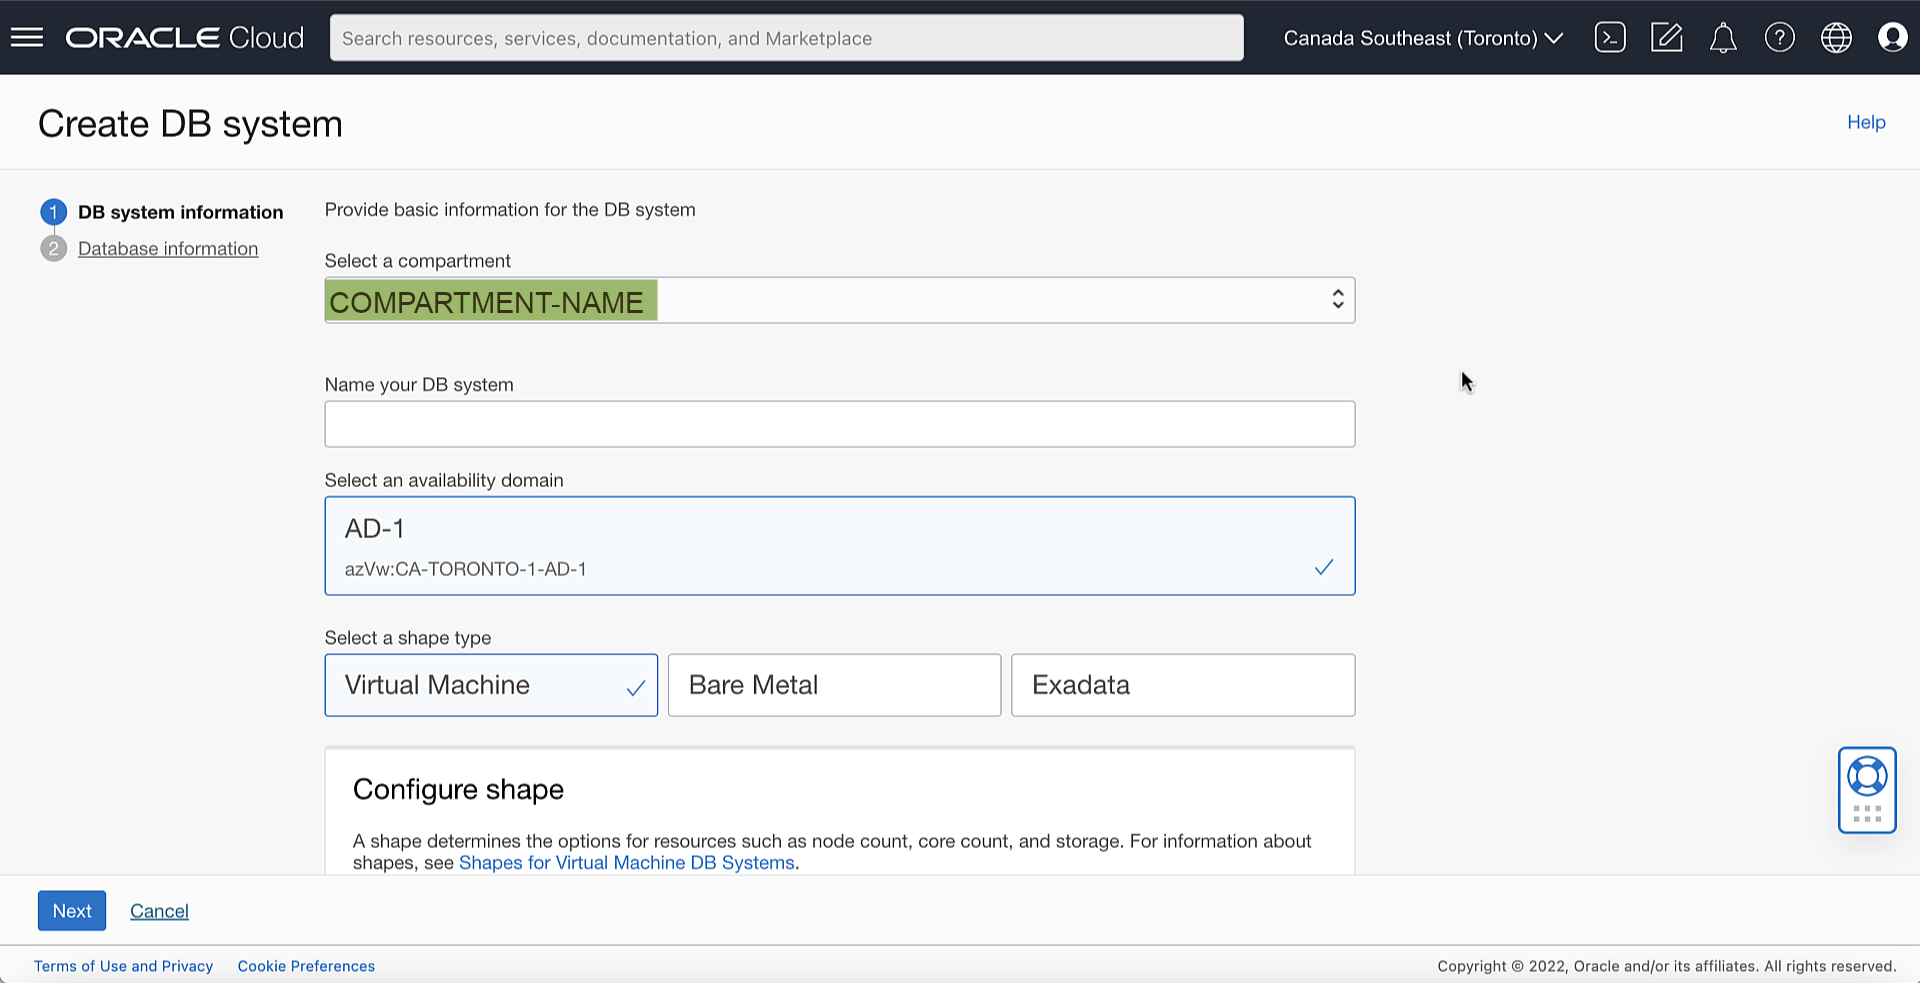 ORACLE Cloud
Search resources, services, documentation, and Marketplace
Canada Southeast (Toronto)
Create DB system
Help
1 DB system information
2 Database information
Provide basic information for the DB system
Select a compartment
COMPARTMENT-NAME
Name your DB system
Select an availability domain
AD-1
azVw:CA-TORONTO-1-AD-1
Select a shape type
Virtual Machine
Bare Metal
Exadata
Configure shape
A shape determines the options for resources such as node count, core count, and storage. For information about
shapes, see Shapes for Virtual Machine DB Systems.
Next
Cancel
Terms of Use and Privacy
Cookie Preferences
Copyright © 2022, Oracle and/or its affiliates. All rights reserved.